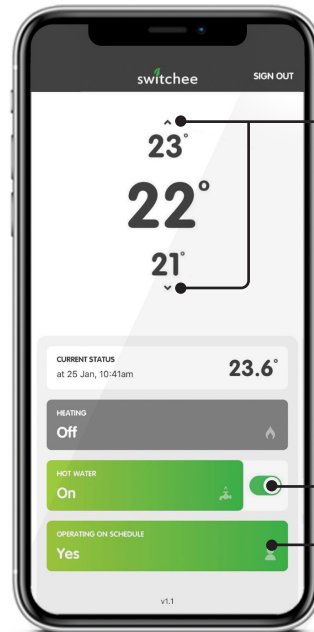 switchee
SIGN OUT
23°
22°
21°
CURRENT STATUS
at 25 Jan, 10:41am
23.6°
HEATING
Off
HOT WATER
On
OPERATING ON SCHEDULE
Yes
v1.1